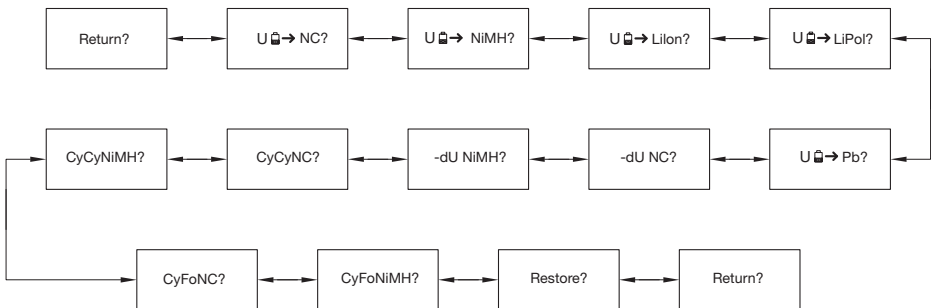 Return?
U → NC?
U → NiMH?
U → LiIon?
U → LiPol?
CyCyNiMH?
CyCyNC?
-dU NiMH?
-dU NC?
U → Pb?
CyFoNC?
CyFoNiMH?
Restore?
Return?